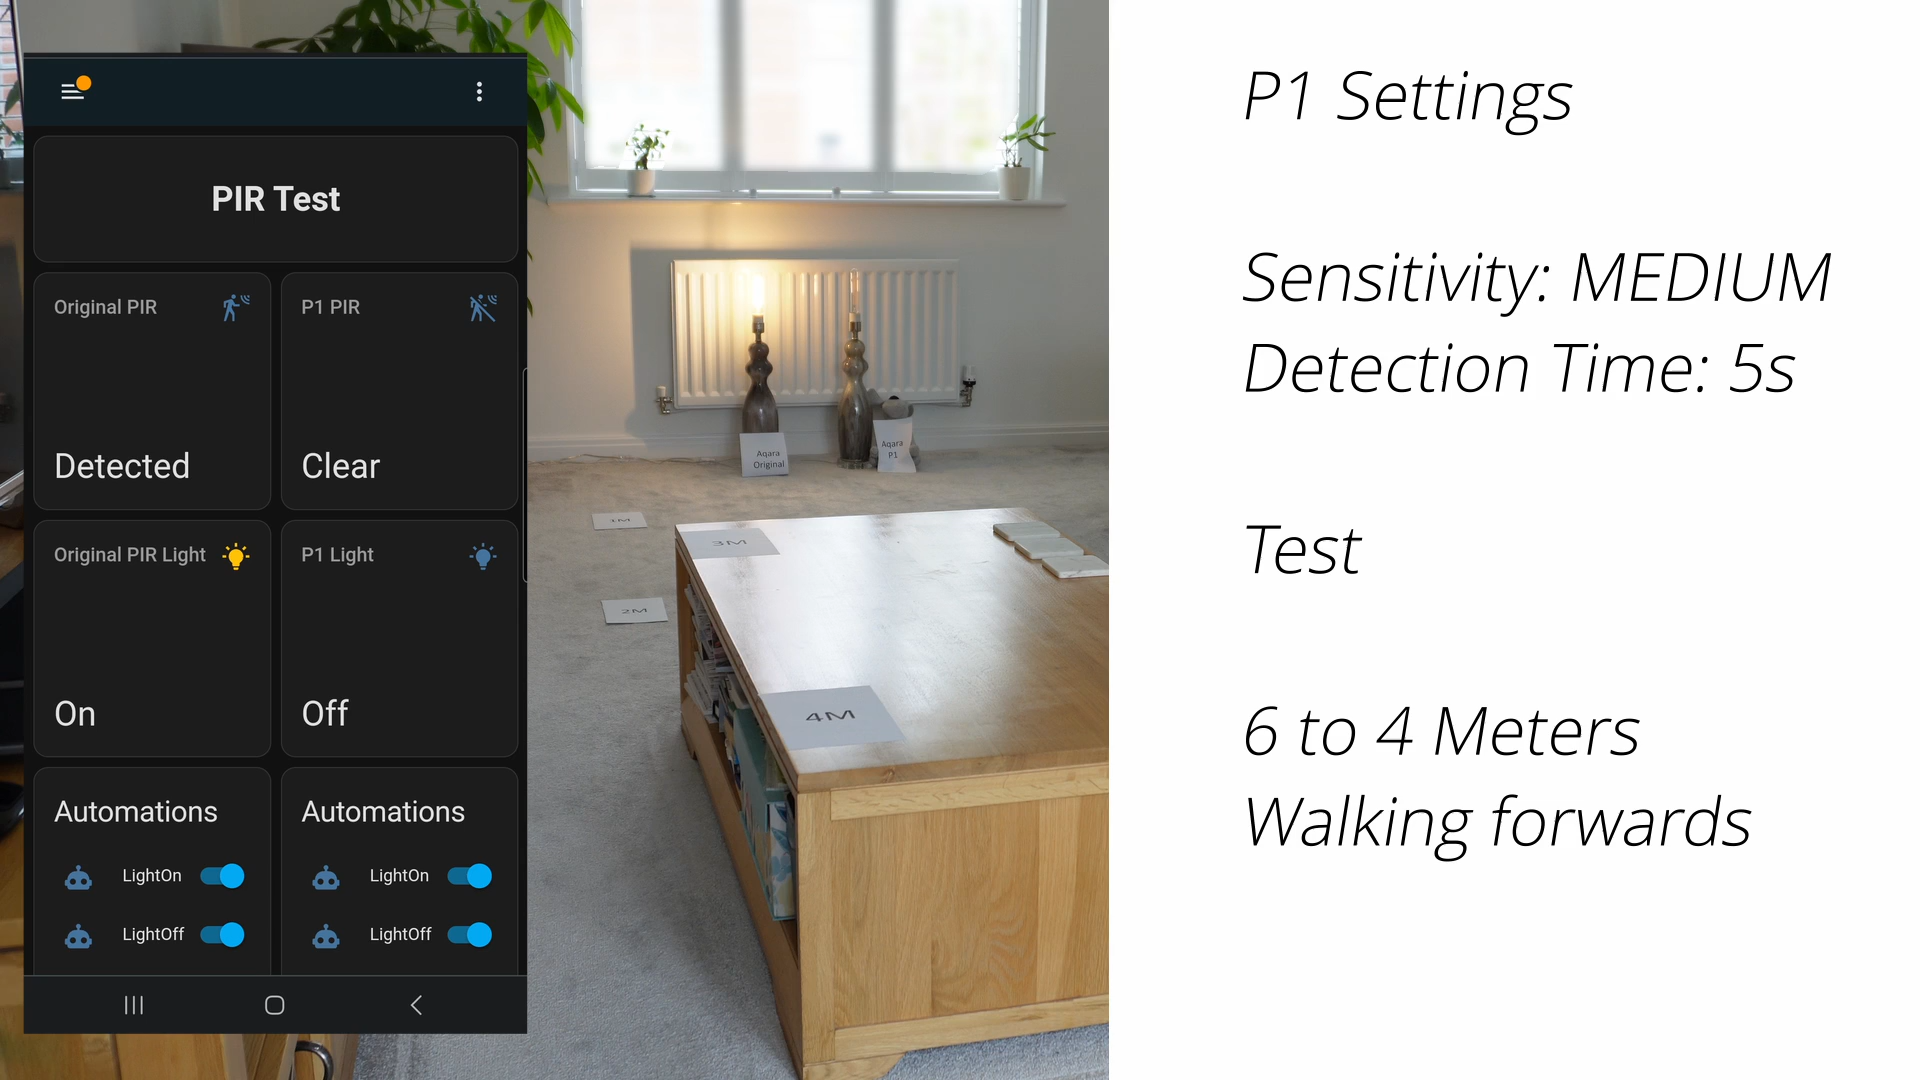 PIR Test
Original PIR
P1 PIR
Detected
Clear
Original PIR Light
P1 Light
On
Off
Automations
Automations
LightOn
LightOn
LightOff
LightOff
Aqara
Original
Aqara
P1
1M
3M
2M
4M
P1 Settings
Sensitivity: MEDIUM
Detection Time: 5s
Test
6 to 4 Meters
Walking forwards